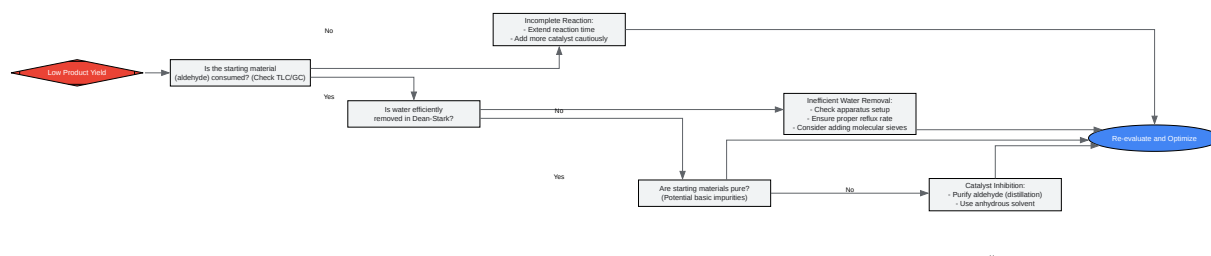 Low Product Yield
Is the starting material
(aldehyde) consumed? (Check TLC/GC)
No
Incomplete Reaction:
- Extend reaction time
- Add more catalyst cautiously
Yes
Is water efficiently
removed in Dean-Stark?
No
Inefficient Water Removal:
- Check apparatus setup
- Ensure proper reflux rate
- Consider adding molecular sieves
Yes
Are starting materials pure?
(Potential basic impurities)
No
Catalyst Inhibition:
- Purify aldehyde (distillation)
- Use anhydrous solvent
Re-evaluate and Optimize